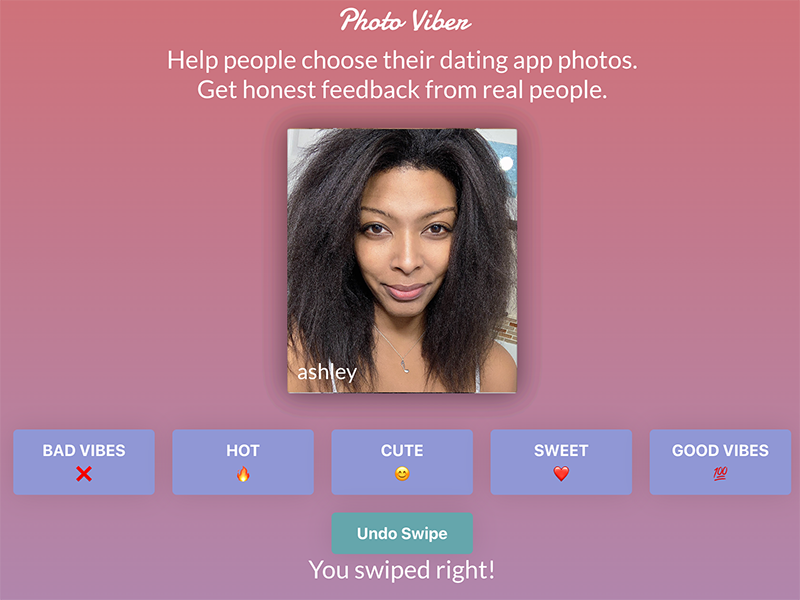 Photo Viber
Help people choose their dating app photos.
Get honest feedback from real people.
ashley
BAD VIBES
HOT
CUTE
SWEET
GOOD VIBES
❌
🔥
😊
❤️
💯
Undo Swipe
You swiped right!